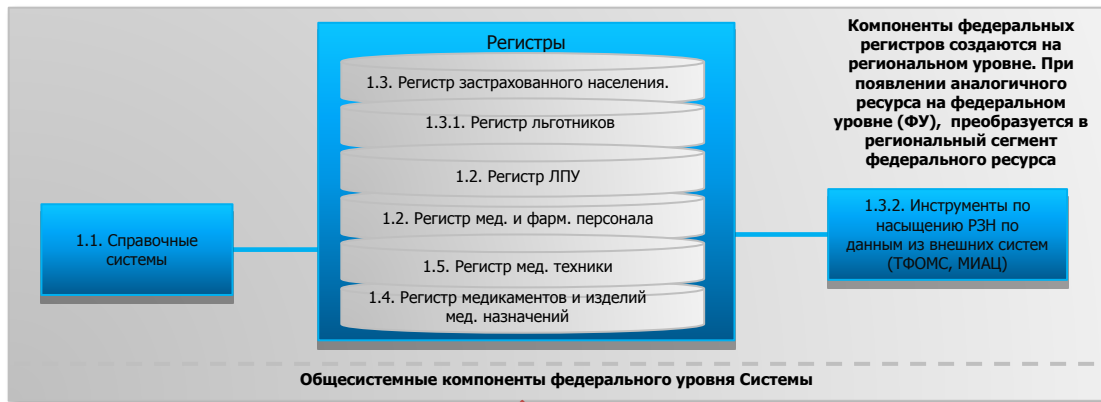 Регистры
1.3. Регистр застрахованного населения.
1.3.1. Регистр льготников
1.2. Регистр ЛПУ
1.2. Регистр мед. и фарм. персонала
1.5. Регистр мед. техники
1.4. Регистр медикаментов и изделий
мед. назначений
1.1. Справочные
системы
Компоненты федеральных
регистров создаются на
региональном уровне. При
появлении аналогичного
ресурса на федеральном
уровне (ФУ), преобразуется в
региональный сегмент
федерального ресурса
1.3.2. Инструменты по
насыщению РЗН по
данным из внешних систем
(ТФОМС, МИАЦ)
Общесистемные компоненты федерального уровня Системы